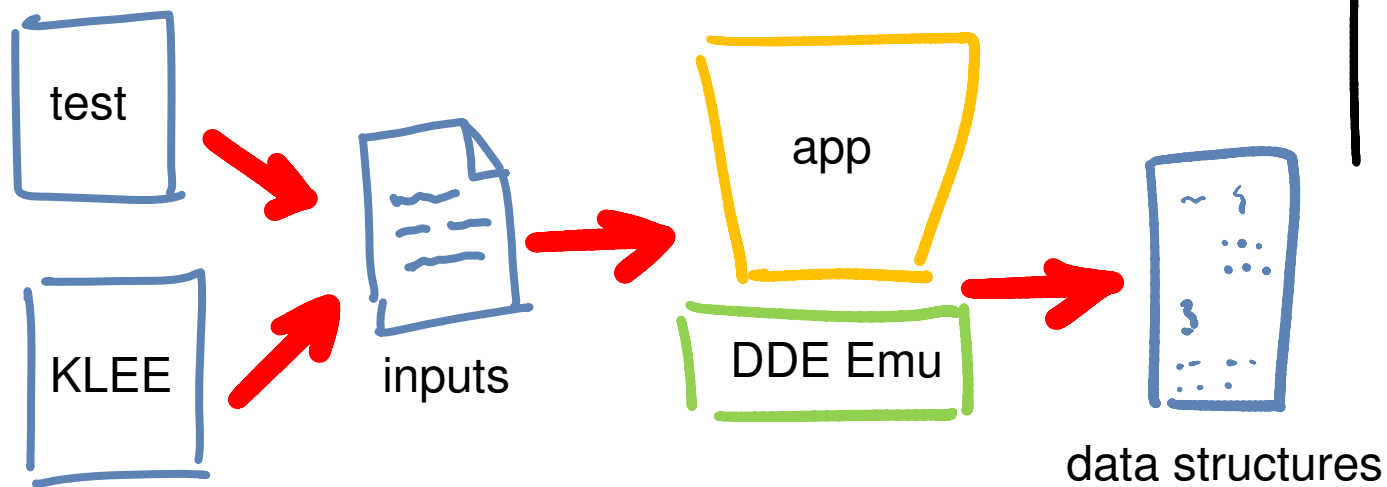 test
KLEE
inputs
app
DDE Emu
data structures